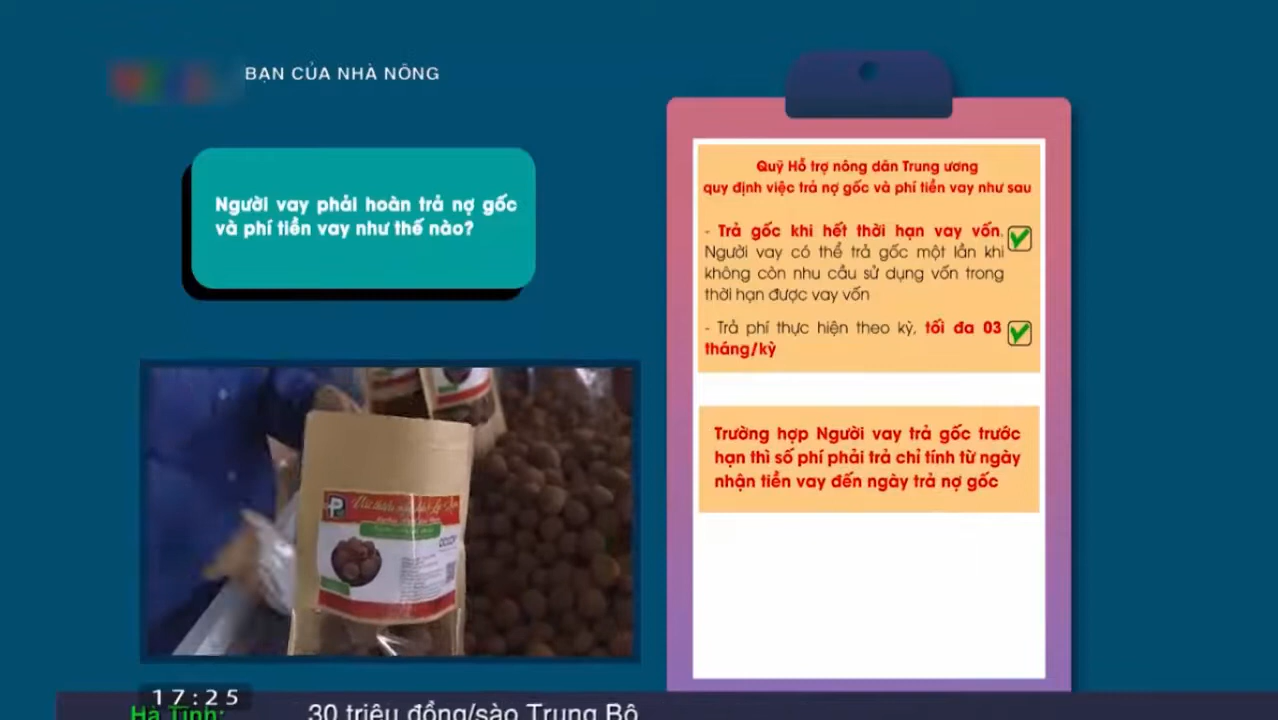 BẠN CỦA NHÀ NÔNG
Người vay phải hoàn trả nợ gốc
và phí tiền vay như thế nào?
Quỹ Hỗ trợ nông dân Trung ương
quy định việc trả nợ gốc và phí tiền vay như sau
- Trả gốc khi hết thời hạn vay vốn.
Người vay có thể trả gốc một lần khi
không còn nhu cầu sử dụng vốn trong
thời hạn được vay vốn
- Trả phí thực hiện theo kỳ, tối đa 03
tháng/kỳ
Trường hợp Người vay trả gốc trước
hạn thì số phí phải trả chỉ tính từ ngày
nhận tiền vay đến ngày trả nợ gốc
P
17:25
Hà Tĩnh: 30 triệu đồng/sào Trung Bộ